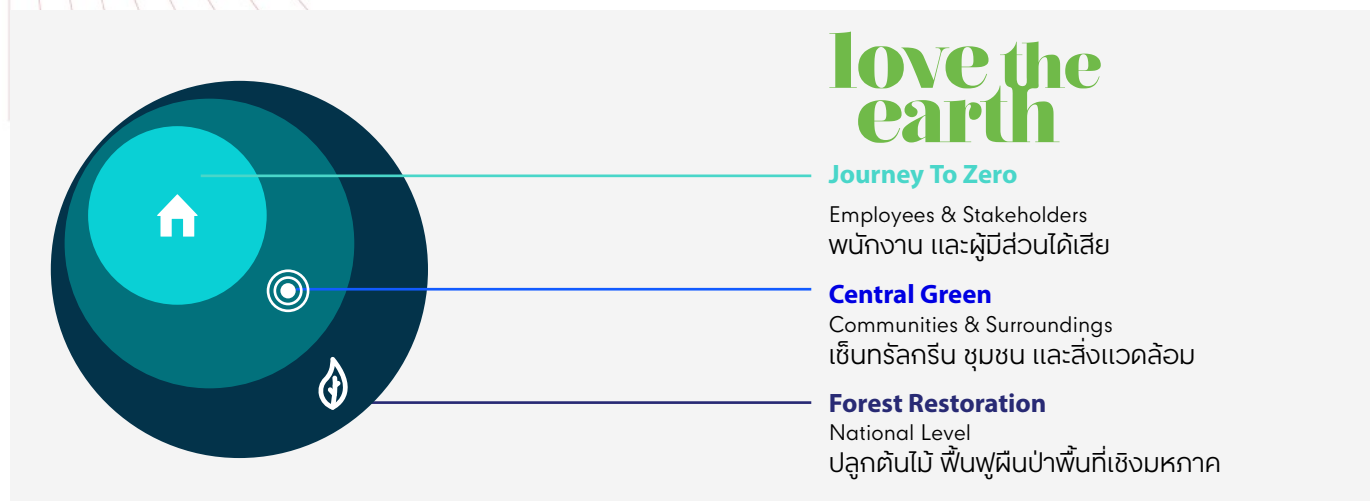 love the
earth
Journey To Zero
Employees & Stakeholders
พนักงาน และผู้มีส่วนได้เสีย
Central Green
Communities & Surroundings
เซ็นทรัลกรีน ชุมชน และสิ่งแวดล้อม
Forest Restoration
National Level
ปลูกต้นไม้ ฟื้นฟูผืนป่าพื้นที่เชิงมหภาค